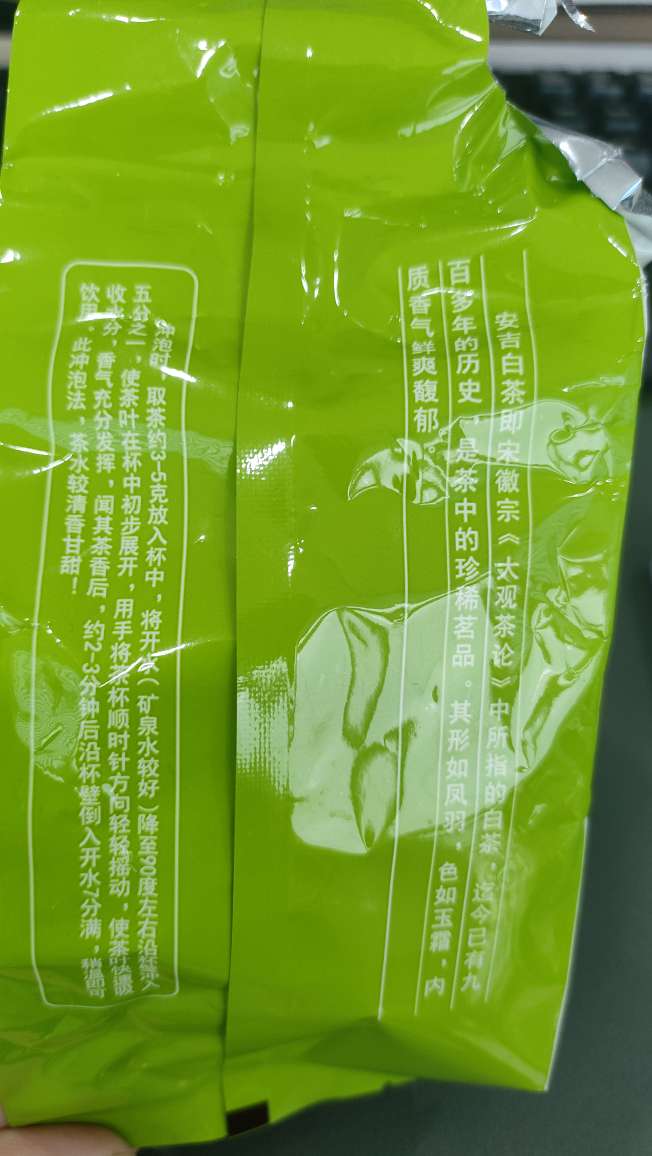 安吉白茶即宋徽宗《大观茶论》中所指的白茶，迄今已有九
百多年的历史，是茶中的珍稀茗品。其形如凤羽，色如玉霜，内
质香气鲜爽馥郁。
冲泡时，取茶约3-5克放入杯中，将开水（矿泉水较好）降至90度左右沿杯壁倒入
五分之一，使茶叶在杯中初步展开，用手将茶杯顺时针方向轻轻摇动，使茶叶快速吸
收水分，香气充分发挥，闻其茶香后，约2-3分钟后沿杯壁倒入开水7分满，稍温即可
饮用。此冲泡法，茶水较清香甘甜！